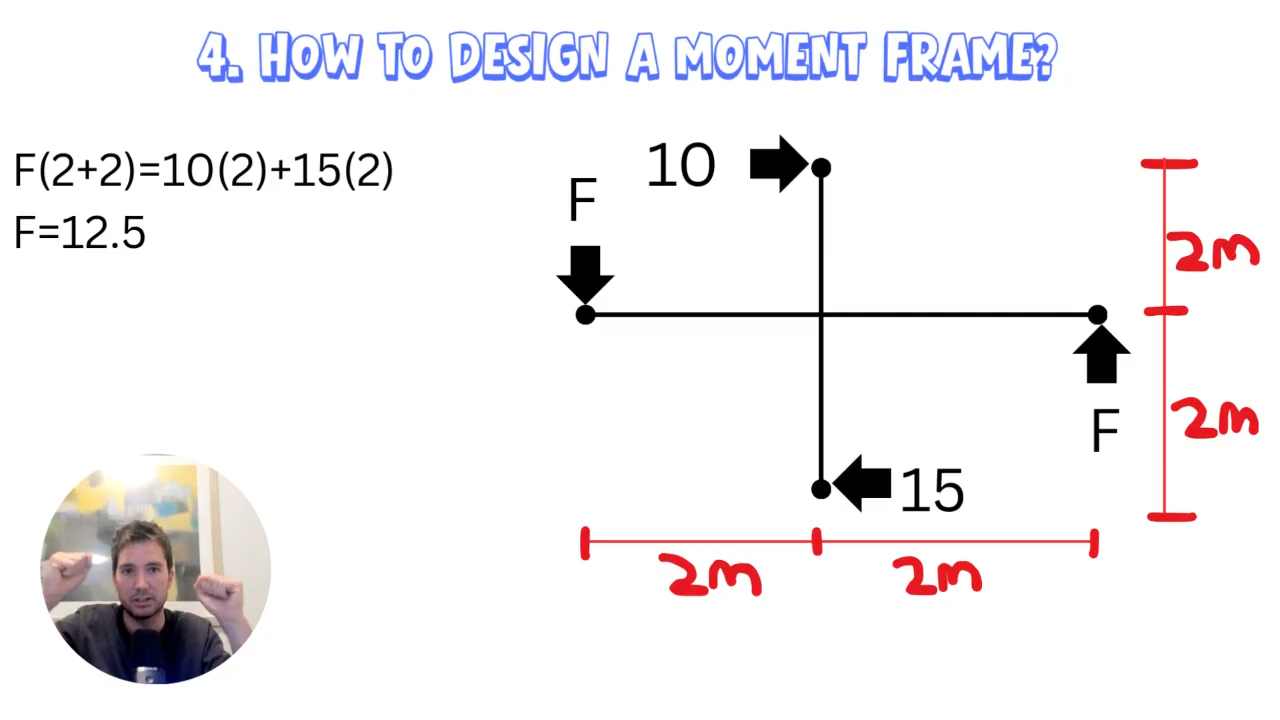 4. HOW TO DESIGN A MOMENT FRAME?
F(2+2)=10(2)+15(2)
F=12.5
10
F
2m
2m
F
15
2m
2m